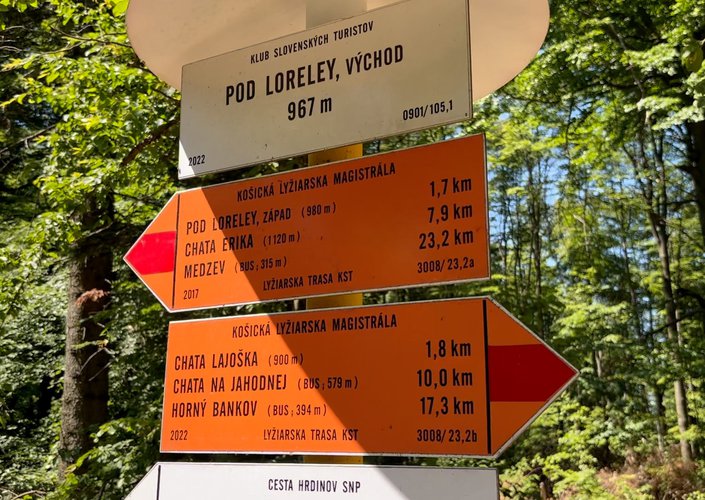 KLUB SLOVENSKÝCH TURISTOV
POD LORELEY, VÝCHOD
967 m
2022 0901/105,1
KOŠICKÁ LYŽIARSKA MAGISTRÁLA
POD LORELEY, ZÁPAD (980 m) 1,7 km
CHATA ERIKA (1120 m) 7,9 km
MEDZEV (BUS; 315 m) 23,2 km
2017 LYŽIARSKA TRASA KST 3008/23,2a
KOŠICKÁ LYŽIARSKA MAGISTRÁLA
CHATA LAJOŠKA (900 m) 1,8 km
CHATA NA JAHODNEJ (BUS; 579 m) 10,0 km
HORNÝ BANKOV (BUS; 394 m) 17,3 km
2022 LYŽIARSKA TRASA KST 3008/23,2b
CESTA HRDINOV SNP